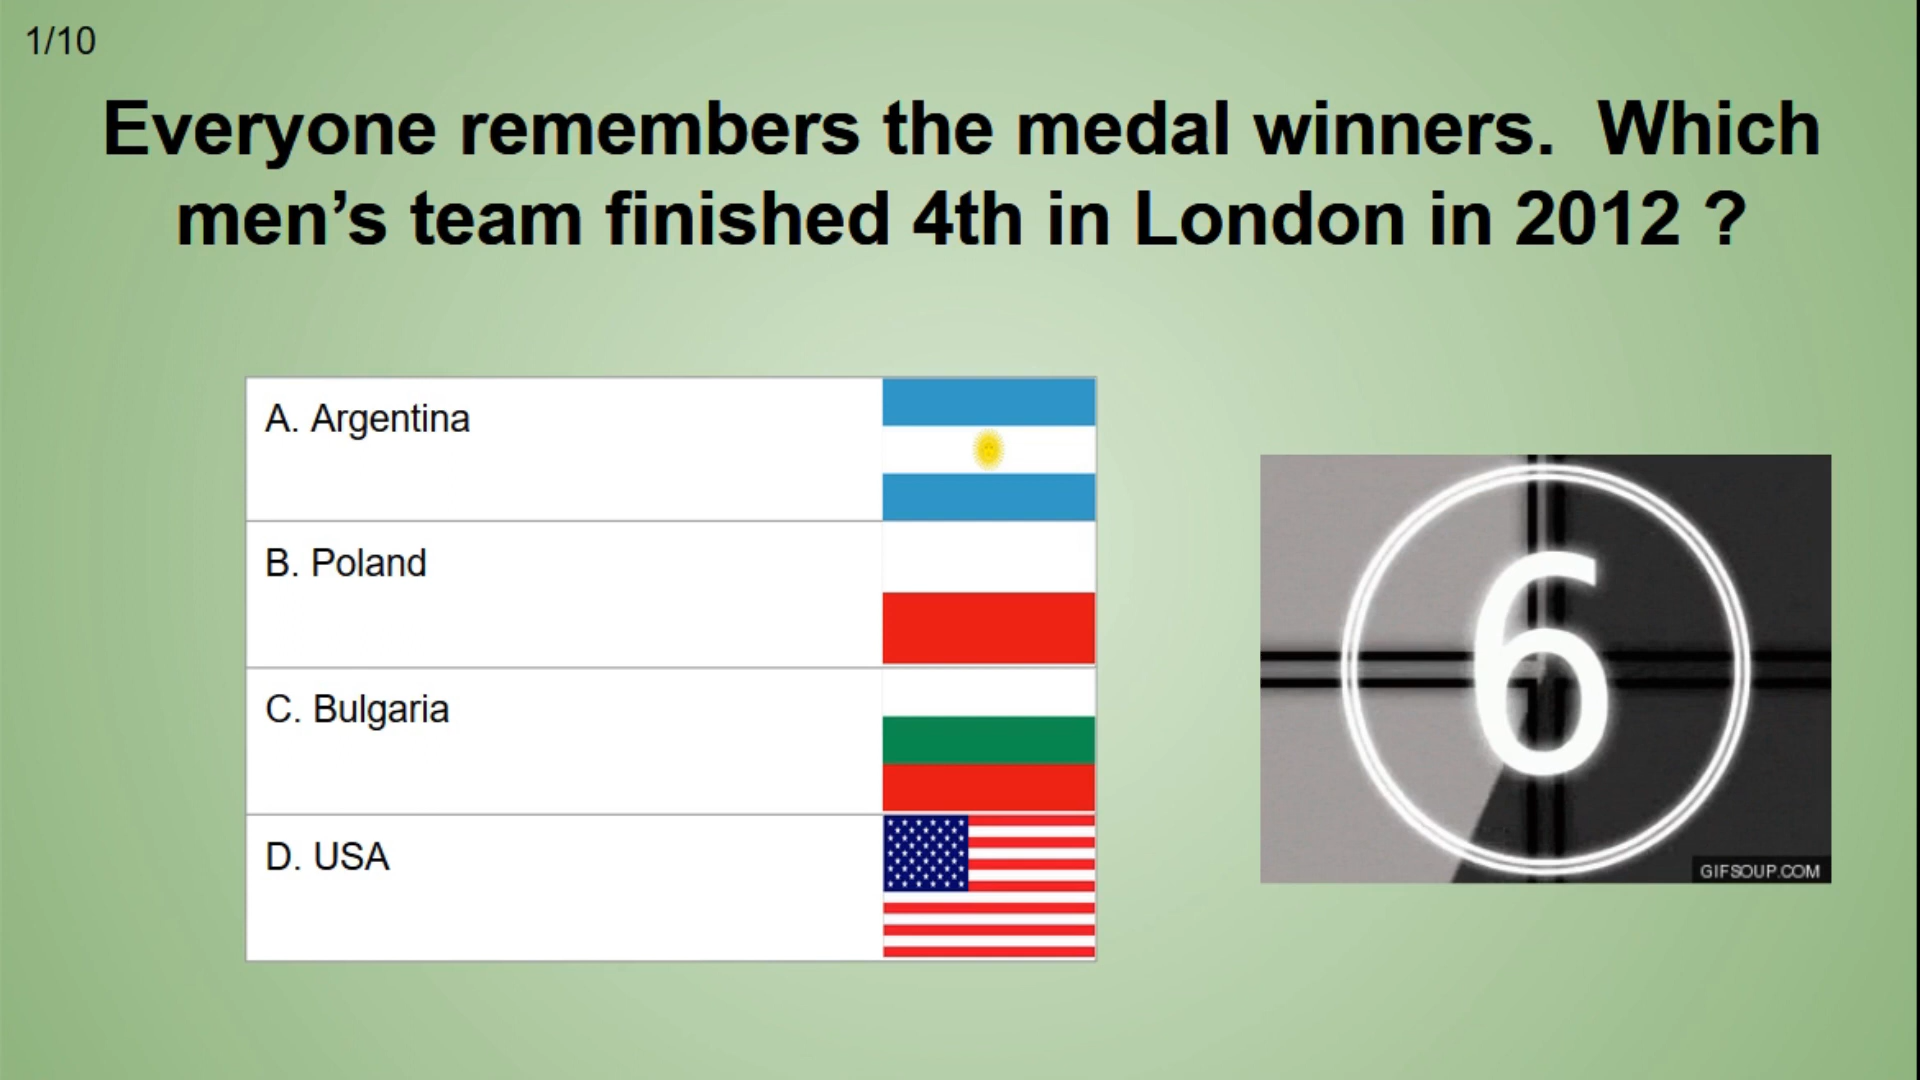 1/10
Everyone remembers the medal winners.  Which
men’s team finished 4th in London in 2012 ?
A. Argentina
B. Poland
C. Bulgaria
D. USA
6
GIFSOUP.COM